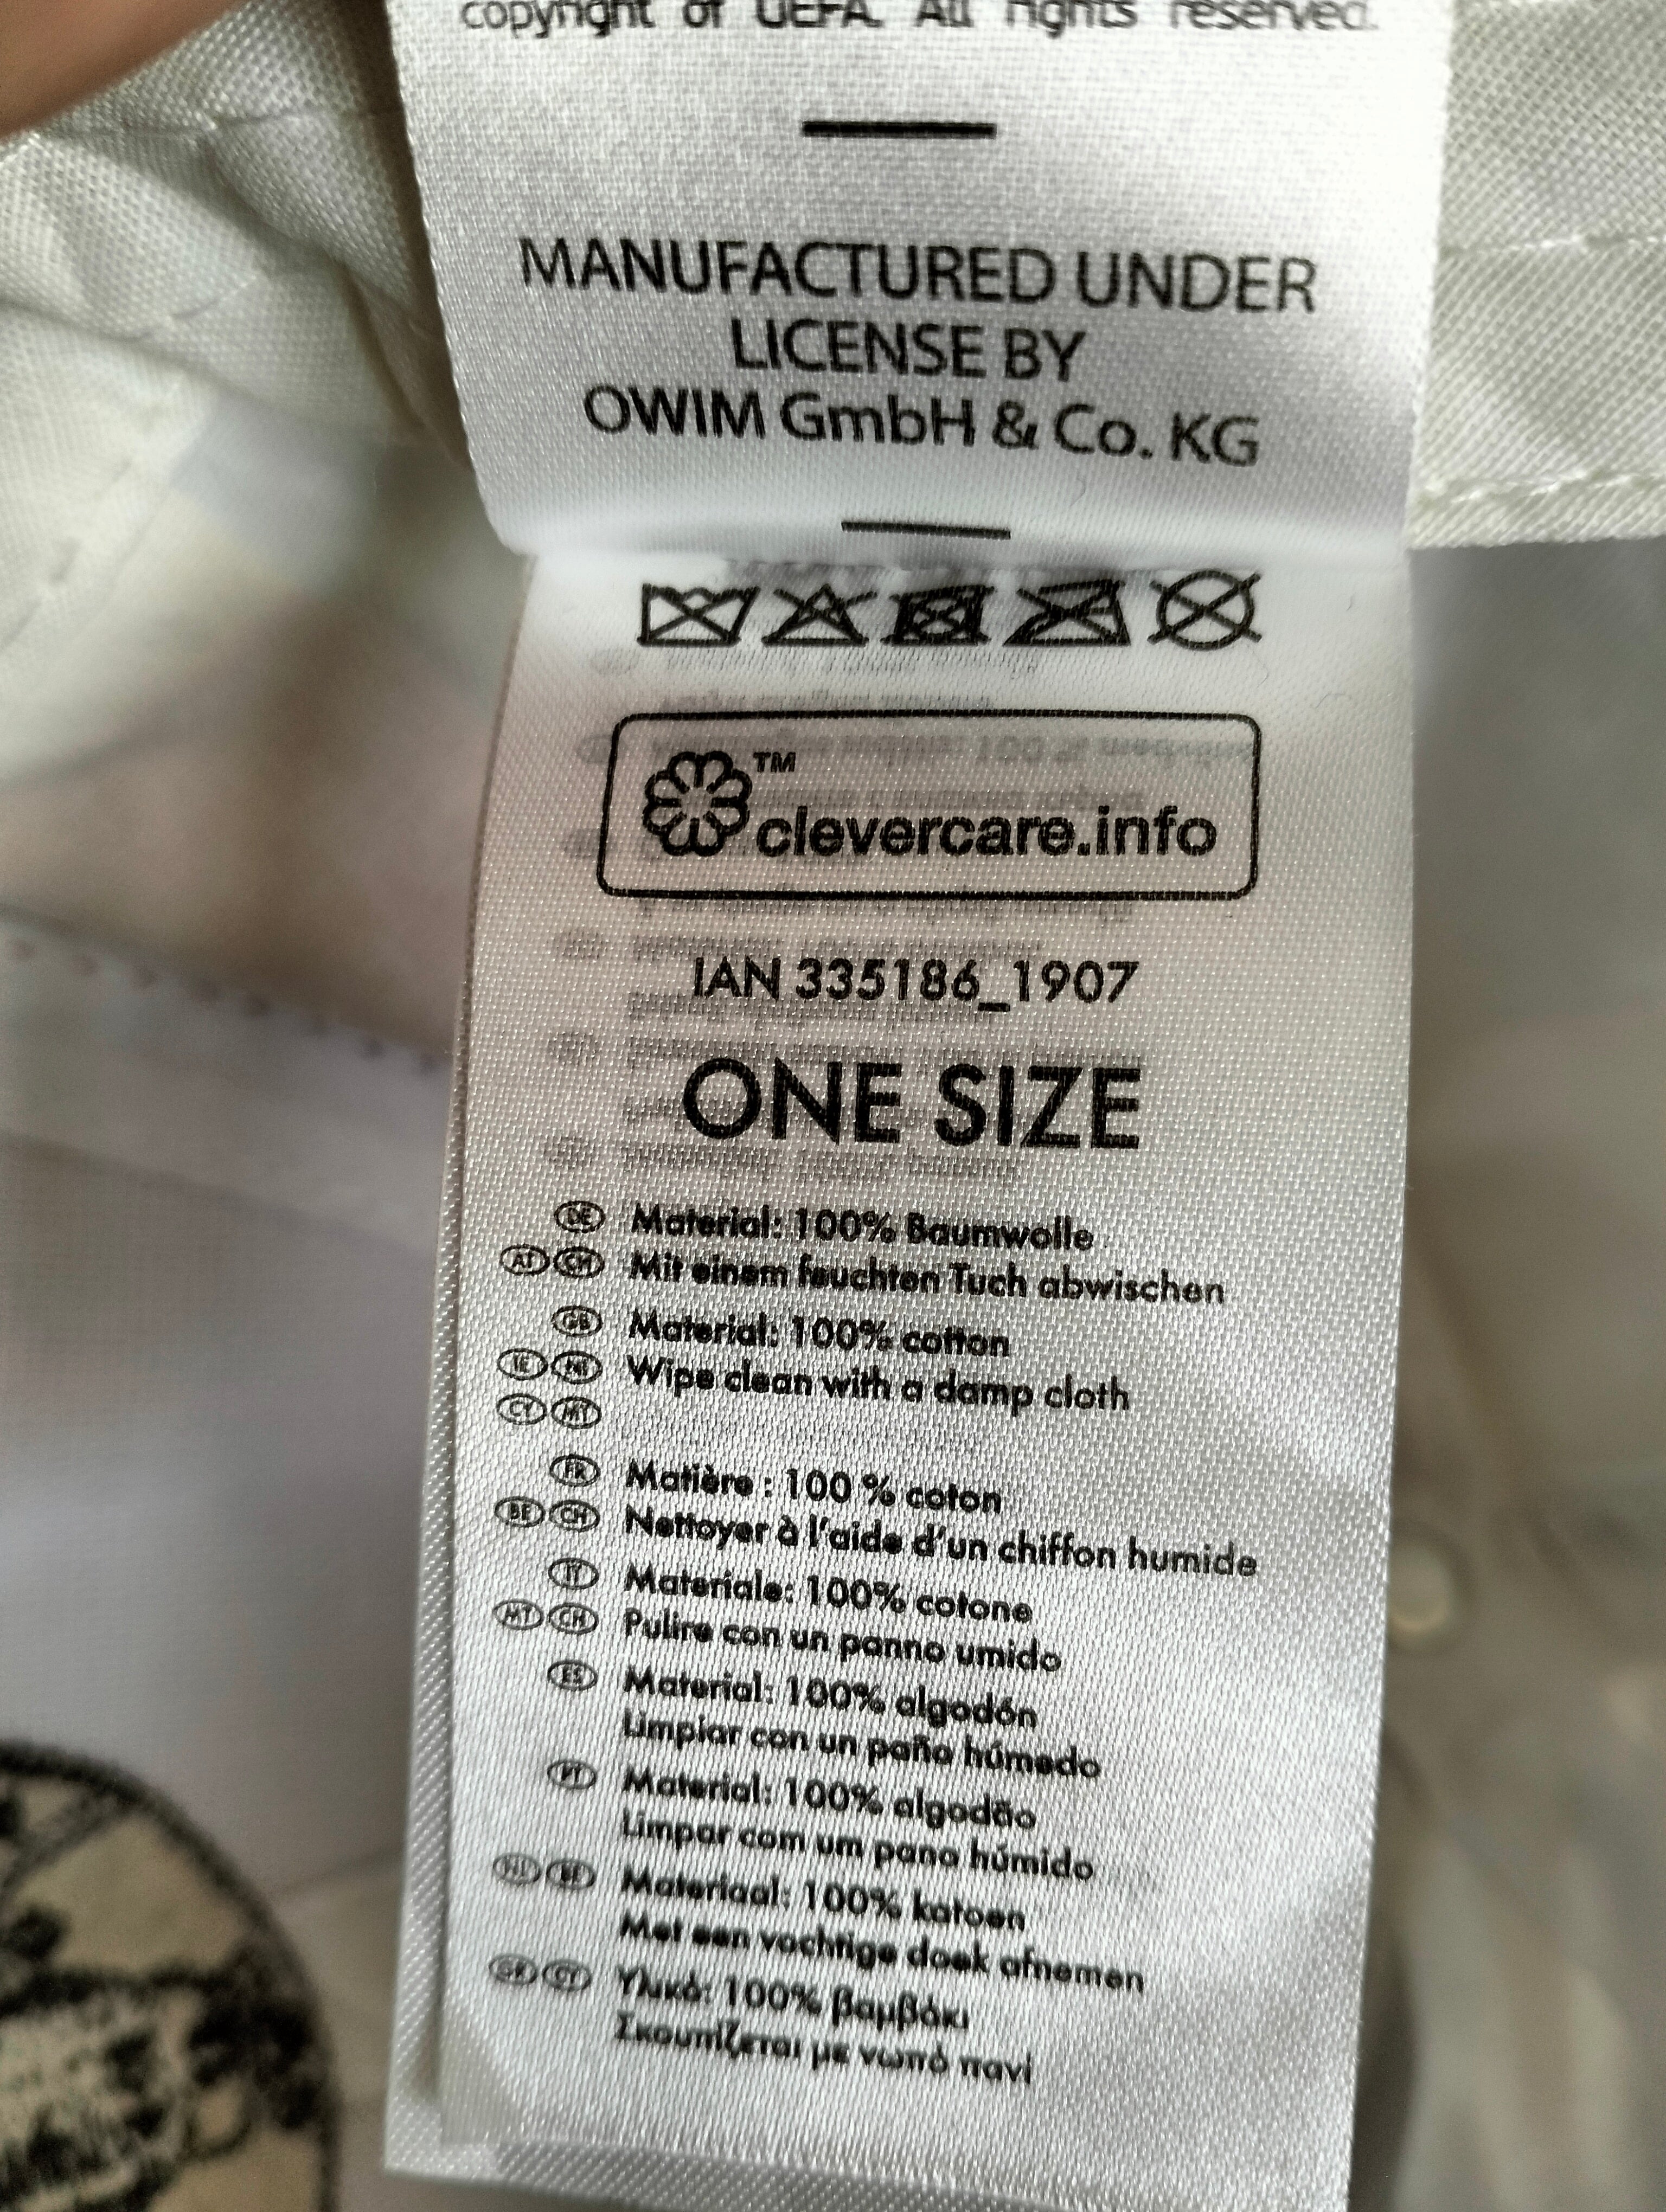 copyright of UEFA. All rights reserved.
MANUFACTURED UNDER
LICENSE BY
OWIM GmbH & Co. KG
™
clevercare.info
IAN 335186_1907
ONE SIZE
DE Material: 100% Baumwolle
AT CH Mit einem feuchten Tuch abwischen
GB Material: 100% cotton
IE NI Wipe clean with a damp cloth
CY MT
FR Matière : 100 % coton
BE CH Nettoyer à l'aide d'un chiffon humide
IT Materiale: 100% cotone
MT CH Pulire con un panno umido
ES Material: 100% algodón
Limpiar con un paño húmedo
PT Material: 100% algodão
Limpar com um pano húmido
NL BE Materiaal: 100% katoen
Met een vochtige doek afnemen
GR CY Υλικό: 100% βαμβάκι
Σκουπίζεται με νωπό πανί